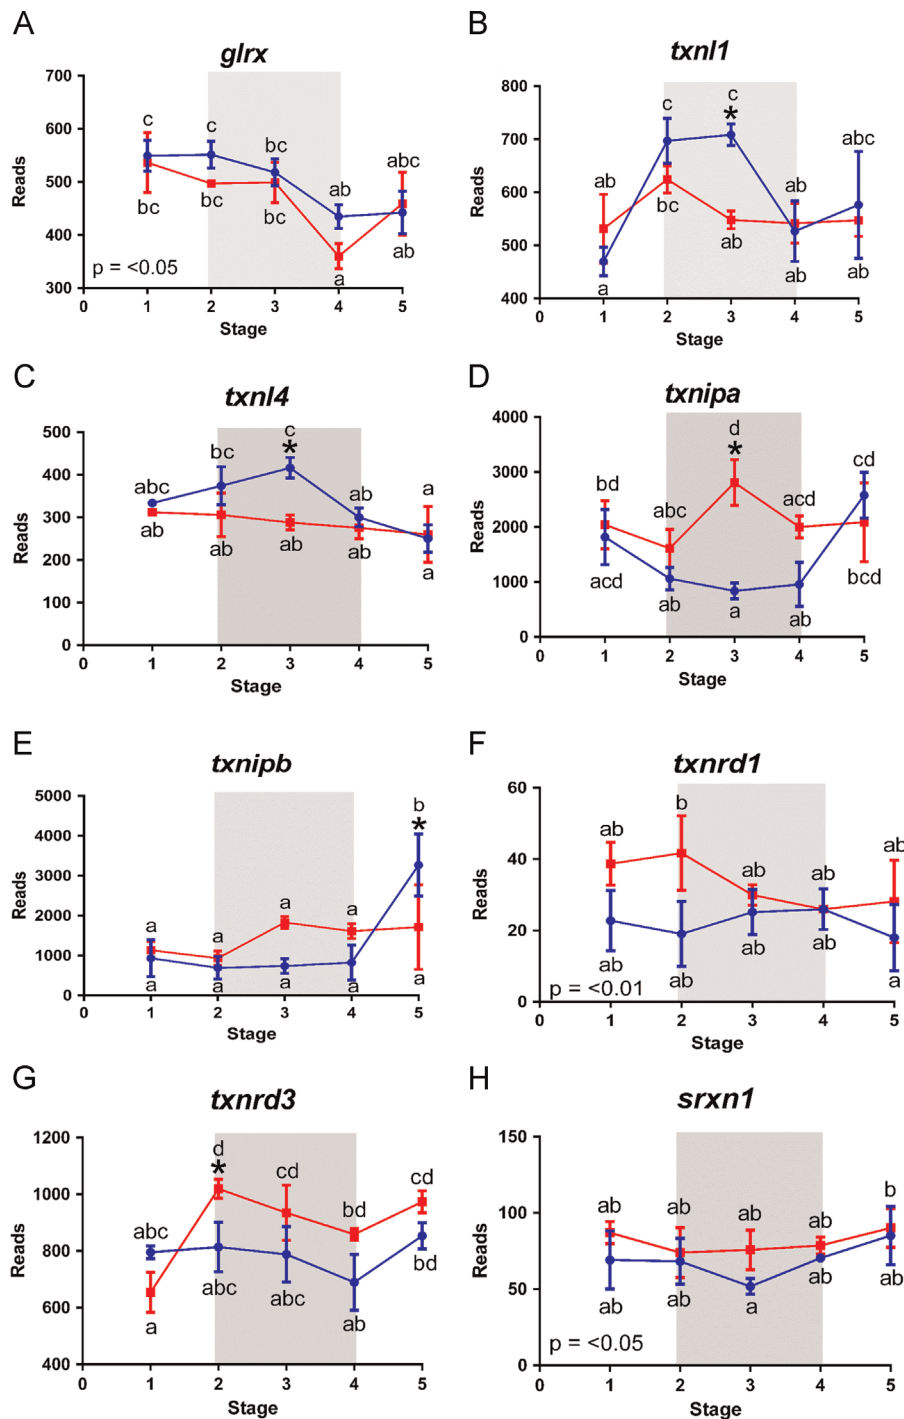 A
glrx
700
600
500
400
300
Reads
c
c
bc
ab
abc
bc
bc
bc
a
ab
p = <0.05
0
1
2
3
4
5
Stage
B
txnl1
800
700
600
500
400
Reads
ab
c
c
*
ab
abc
a
bc
ab
ab
ab
0
1
2
3
4
5
Stage
C
txnl4
500
400
300
200
100
0
Reads
abc
bc
c
*
ab
a
ab
ab
ab
ab
a
0
1
2
3
4
5
Stage
D
txnipa
4000
3000
2000
1000
0
Reads
bd
abc
d
*
acd
cd
acd
ab
a
ab
bcd
0
1
2
3
4
5
Stage
E
txnipb
5000
4000
3000
2000
1000
0
Reads
a
a
a
a
b
*
a
a
a
a
a
0
1
2
3
4
5
Stage
F
txnrd1
60
40
20
0
Reads
ab
b
ab
ab
ab
ab
ab
ab
ab
a
p = <0.01
0
1
2
3
4
5
Stage
G
txnrd3
1200
1000
800
600
400
Reads
abc
d
*
cd
bd
cd
a
abc
abc
ab
bd
0
1
2
3
4
5
Stage
H
srxn1
150
100
50
0
Reads
ab
ab
ab
ab
b
ab
ab
a
ab
ab
p = <0.05
0
1
2
3
4
5
Stage